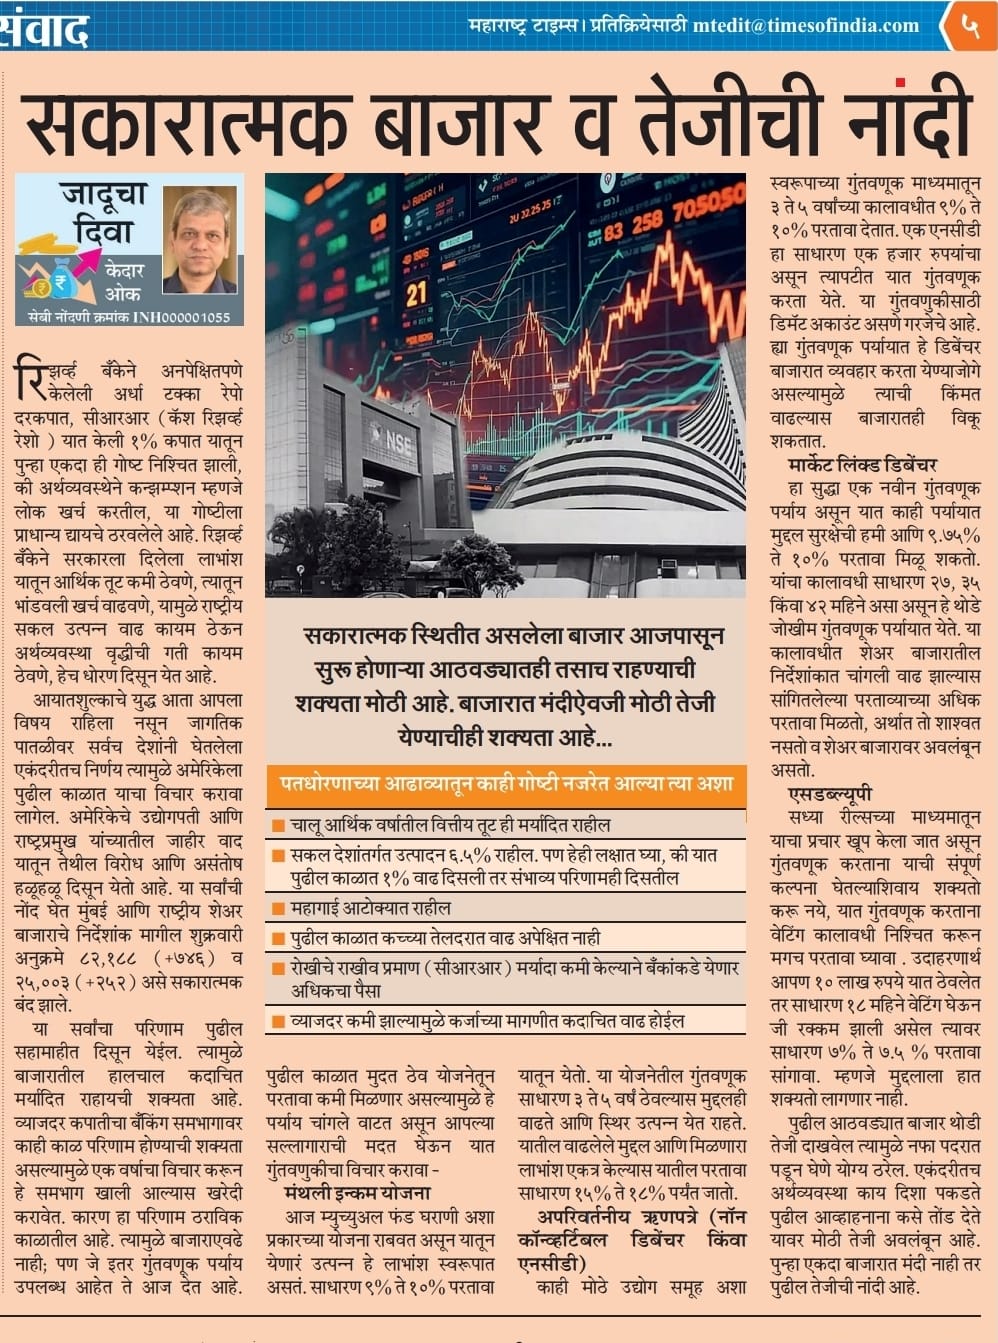 संवाद
महाराष्ट्र टाइम्स। प्रतिक्रियेसाठी mtedit@timesofindia.com
५
सकारात्मक बाजार व तेजीची नांदी
जादूचा
दिवा
केदार
ओक
सेबी नोंदणी क्रमांक INH000001055
रिझर्व्ह बँकेने अनपेक्षितपणे
केलेली अर्धा टक्का रेपो
दरकपात, सीआरआर (कॅश रिझर्व्ह
रेशो ) यात केली १% कपात यातून
पुन्हा एकदा ही गोष्ट निश्चित झाली,
की अर्थव्यवस्थेने कन्झम्प्शन म्हणजे
लोक खर्च करतील, या गोष्टीला
प्राधान्य द्यायचे ठरवलेले आहे. रिझर्व्ह
बँकेने सरकारला दिलेला लाभांश
यातून आर्थिक तूट कमी ठेवणे, त्यातून
भांडवली खर्च वाढवणे, यामुळे राष्ट्रीय
सकल उत्पन्न वाढ कायम ठेऊन
अर्थव्यवस्था वृद्धीची गती कायम
ठेवणे, हेच धोरण दिसून येत आहे.
आयातशुल्काचे युद्ध आता आपला
विषय राहिला नसून जागतिक
पातळीवर सर्वच देशांनी घेतलेला
एकंदरीतच निर्णय त्यामुळे अमेरिकेला
पुढील काळात याचा विचार करावा
लागेल. अमेरिकेचे उद्योगपती आणि
राष्ट्रप्रमुख यांच्यातील जाहीर वाद
यातून तेथील विरोध आणि असंतोष
हळूहळू दिसून येतो आहे. या सर्वांची
नोंद घेत मुंबई आणि राष्ट्रीय शेअर
बाजाराचे निर्देशांक मागील शुक्रवारी
अनुक्रमे ८२,१८८ (+७४६) व
२५,००३ (+२५२) असे सकारात्मक
बंद झाले.
या सर्वांचा परिणाम पुढील
सहामाहीत दिसून येईल. त्यामुळे
बाजारातील हालचाल कदाचित
मर्यादित राहायची शक्यता आहे.
व्याजदर कपातीचा बँकिंग समभागावर
काही काळ परिणाम होण्याची शक्यता
असल्यामुळे एक वर्षाचा विचार करून
हे समभाग खाली आल्यास खरेदी
करावेत. कारण हा परिणाम ठराविक
काळातील आहे. त्यामुळे बाजाराएवढे
नाही; पण जे इतर गुंतवणूक पर्याय
उपलब्ध आहेत ते आज देत आहे.
NSE
21
83 258 70,50,50
सकारात्मक स्थितीत असलेला बाजार आजपासून
सुरू होणाऱ्या आठवड्यातही तसाच राहण्याची
शक्यता मोठी आहे. बाजारात मंदीऐवजी मोठी तेजी
येण्याचीही शक्यता आहे...
पतधोरणाच्या आढाव्यातून काही गोष्टी नजरेत आल्या त्या अशा
■ चालू आर्थिक वर्षातील वित्तीय तूट ही मर्यादित राहील
■ सकल देशांतर्गत उत्पादन ६.५% राहील. पण हेही लक्षात घ्या, की यात
पुढील काळात १% वाढ दिसली तर संभाव्य परिणामही दिसतील
■ महागाई आटोक्यात राहील
■ पुढील काळात कच्च्या तेलदरात वाढ अपेक्षित नाही
■ रोखीचे राखीव प्रमाण (सीआरआर) मर्यादा कमी केल्याने बँकांकडे येणार
अधिकचा पैसा
■ व्याजदर कमी झाल्यामुळे कर्जाच्या मागणीत कदाचित वाढ होईल
पुढील काळात मुदत ठेव योजनेतून
परतावा कमी मिळणार असल्यामुळे हे
पर्याय चांगले वाटत असून आपल्या
सल्लागाराची मदत घेऊन यात
गुंतवणुकीचा विचार करावा -
मंथली इन्कम योजना
आज म्युच्युअल फंड घराणी अशा
प्रकारच्या योजना राबवत असून यातून
येणारं उत्पन्न हे लाभांश स्वरूपात
असतं. साधारण ९% ते १०% परतावा
यातून येतो. या योजनेतील गुंतवणूक
साधारण ३ ते ५ वर्षं ठेवल्यास मुद्दलही
वाढते आणि स्थिर उत्पन्न येत राहते.
यातील वाढलेले मुद्दल आणि मिळणारा
लाभांश एकत्र केल्यास यातील परतावा
साधारण १५% ते १८% पर्यंत जातो.
अपरिवर्तनीय ऋणपत्रे (नॉन
कॉन्व्हर्टिबल डिबेंचर किंवा
एनसीडी)
काही मोठे उद्योग समूह अशा
स्वरूपाच्या गुंतवणूक माध्यमातून
३ ते ५ वर्षांच्या कालावधीत ९% ते
१०% परतावा देतात. एक एनसीडी
हा साधारण एक हजार रुपयांचा
असून त्यापटीत यात गुंतवणूक
करता येते. या गुंतवणुकीसाठी
डिमॅट अकाउंट असणे गरजेचे आहे.
ह्या गुंतवणूक पर्यायात हे डिबेंचर
बाजारात व्यवहार करता येण्याजोगे
असल्यामुळे त्याची किंमत
वाढल्यास बाजारातही विकू
शकतात.
मार्केट लिंक्ड डिबेंचर
हा सुद्धा एक नवीन गुंतवणूक
पर्याय असून यात काही पर्यायात
मुद्दल सुरक्षेची हमी आणि ९.७५%
ते १०% परतावा मिळू शकतो.
यांचा कालावधी साधारण २७, ३५
किंवा ४२ महिने असा असून हे थोडे
जोखीम गुंतवणूक पर्यायात येते. या
कालावधीत शेअर बाजारातील
निर्देशांकात चांगली वाढ झाल्यास
सांगितलेल्या परताव्याच्या अधिक
परतावा मिळतो, अर्थात तो शाश्वत
नसतो व शेअर बाजारावर अवलंबून
असतो.
एसडब्ल्यूपी
सध्या रील्सच्या माध्यमातून
याचा प्रचार खूप केला जात असून
गुंतवणूक करताना याची संपूर्ण
कल्पना घेतल्याशिवाय शक्यतो
करू नये, यात गुंतवणूक करताना
वेटिंग कालावधी निश्चित करून
मगच परतावा घ्यावा . उदाहरणार्थ
आपण १० लाख रुपये यात ठेवलेत
तर साधारण १८ महिने वेटिंग घेऊन
जी रक्कम झाली असेल त्यावर
साधारण ७% ते ७.५ % परतावा
सांगावा. म्हणजे मुद्दलाला हात
शक्यतो लागणार नाही.
पुढील आठवड्यात बाजार थोडी
तेजी दाखवेल त्यामुळे नफा पदरात
पडून घेणे योग्य ठरेल. एकंदरीतच
अर्थव्यवस्था काय दिशा पकडते
पुढील आव्हाहनाना कसे तोंड देते
यावर मोठी तेजी अवलंबून आहे.
पुन्हा एकदा बाजारात मंदी नाही तर
पुढील तेजीची नांदी आहे.